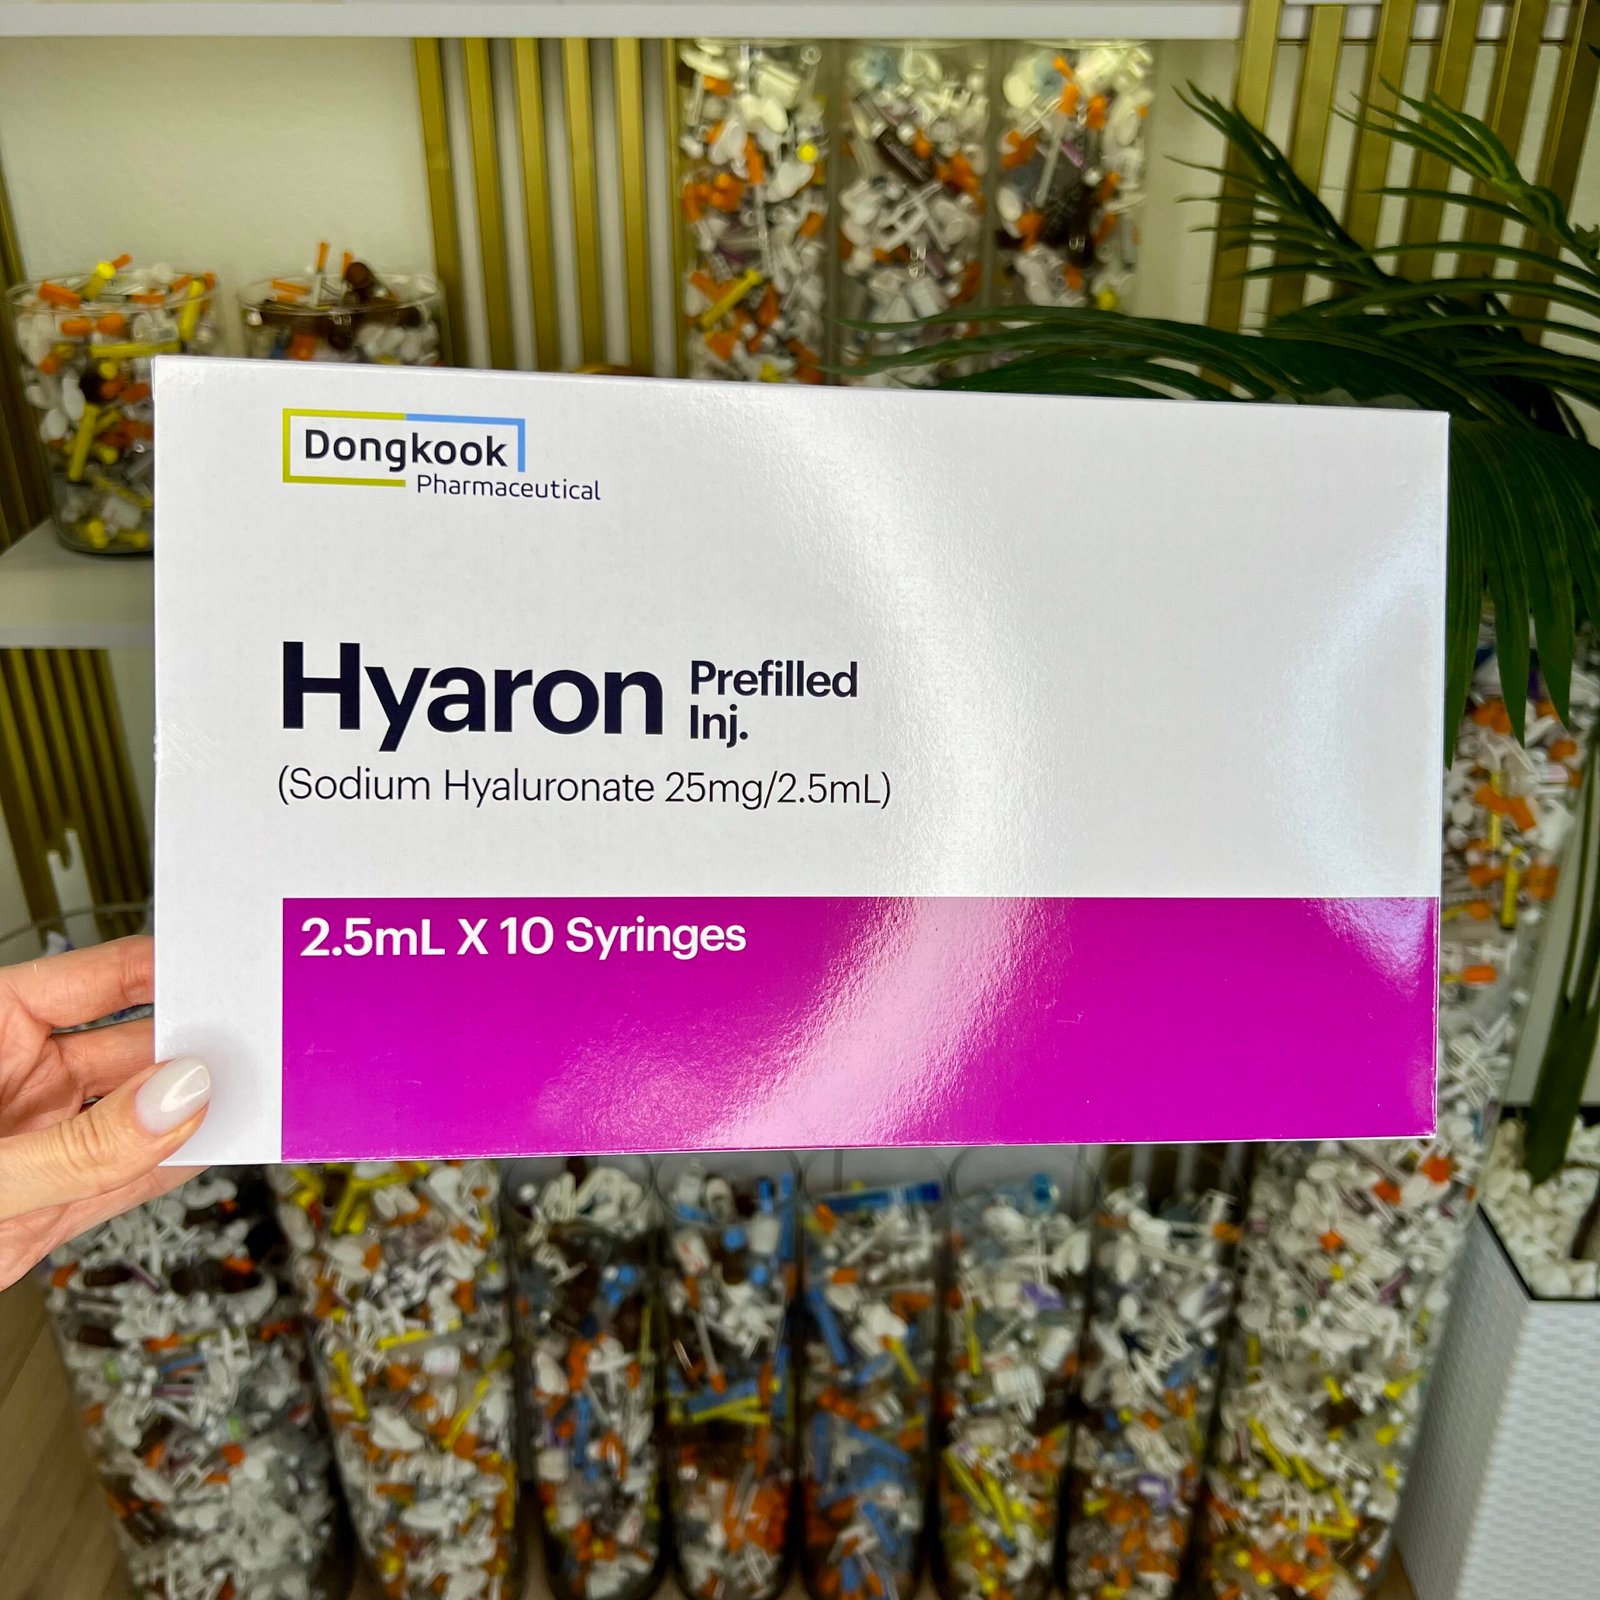 Dongkook
Pharmaceutical
Hyaron Prefilled
Inj.
(Sodium Hyaluronate 25mg/2.5mL)
2.5mL X 10 Syringes